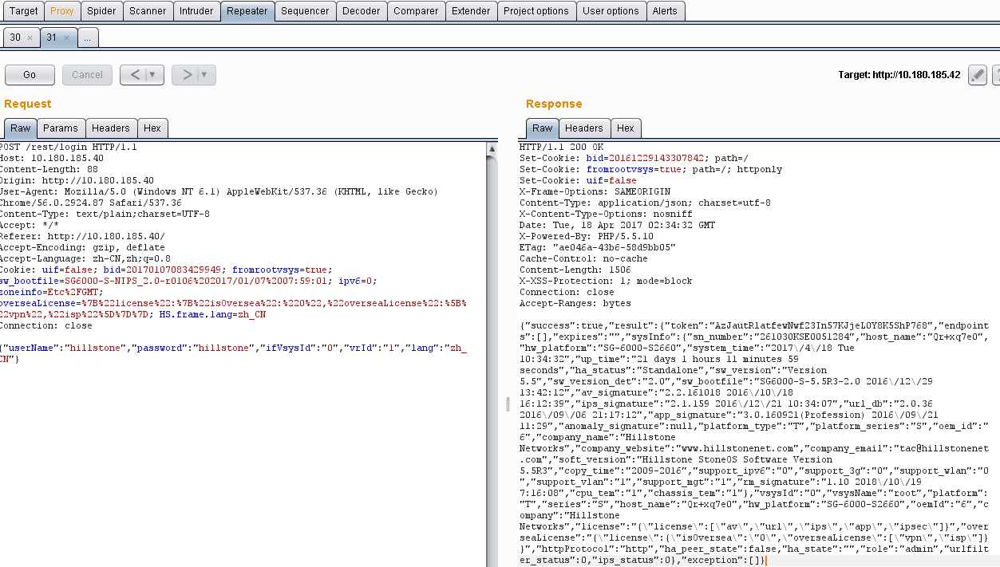 Target Proxy Spider Scanner Intruder Repeater Sequencer Decoder Comparer Extender Project options User options Alerts
30 × 31 × ...
Go Cancel < ▼ > ▼ Target: http://10.180.185.42 ?
Request
Raw Params Headers Hex
POST /rest/login HTTP/1.1
Host: 10.180.185.40
Content-Length: 88
Origin: http://10.180.185.40
User-Agent: Mozilla/5.0 (Windows NT 6.1) AppleWebKit/537.36 (KHTML, like Gecko)
Chrome/56.0.2924.87 Safari/537.36
Content-Type: text/plain;charset=UTF-8
Accept: */*
Referer: http://10.180.185.40/
Accept-Encoding: gzip, deflate
Accept-Language: zh-CN,zh;q=0.8
Cookie: uif=false; bid=20170107083429949; fromrootvsys=true;
sw_bootfile=SG6000-S-NIPS_2.0-r0106%202017/01/07%2007:59:01; ipv6=0;
zoneinfo=Etc%2FGMT;
overseaLicense=%7B%22license%22:%7B%22isOversea%22:%220%22,%22overseaLicense%22:%5B%
22vpn%22,%22isp%22%5D%7D%7D; HS.frame.lang=zh_CN
Connection: close
{"userName":"hillstone","password":"hillstone","ifVsysId":"0","vrId":"1","lang":"zh_
CN"}
Response
Raw Headers Hex
HTTP/1.1 200 OK
Set-Cookie: bid=20161229143307842; path=/
Set-Cookie: fromrootvsys=true; path=/; httponly
Set-Cookie: uif=false
X-Frame-Options: SAMEORIGIN
Content-Type: application/json; charset=utf-8
X-Content-Type-Options: nosniff
Date: Tue, 18 Apr 2017 02:34:32 GMT
X-Powered-By: PHP/5.5.10
ETag: "ae046a-43b6-58d9bb05"
Cache-Control: no-cache
Content-Length: 1506
X-XSS-Protection: 1; mode=block
Connection: close
Accept-Ranges: bytes
{"success":true,"result":{"token":"AzJautRlatfewNwf23In57KJjeL0Y8K5ShP768","endpoint
s":[],"expires":"","sysInfo":{"sn_number":"261030KSE0051284","host_name":"Qr+xq7e0",
"hw_platform":"SG-6000-S2660","system_time":"2017\/4\/18 Tue
10:34:32","up_time":"21 days 1 hours 11 minutes 59
seconds","ha_status":"Standalone","sw_version":"Version
5.5","sw_version_det":"2.0","sw_bootfile":"SG6000-S-5.5R3-2.0 2016\/12\/29
13:42:12","av_signature":"2.2.161018 2016\/10\/18
16:12:39","ips_signature":"2.1.159 2016\/12\/21 10:34:07","url_db":"2.0.36
2016\/09\/06 21:17:12","app_signature":"3.0.160921(Profession) 2016\/09\/21
11:29","anomaly_signature":null,"platform_type":"T","platform_series":"S","oem_id":"
6","company_name":"Hillstone
Networks","company_website":"www.hillstonenet.com","company_email":"tac@hillstonenet
.com","soft_version":"Hillstone StoneOS Software Version
5.5R3","copy_time":"2009-2016","support_ipv6":"0","support_3g":"0","support_wlan":"0
","support_vlan":"1","support_mgt":"1","rm_signature":"1.10 2018\/10\/19
7:16:08","cpu_tem":"1","chassis_tem":"1"},"vsysId":"0","vsysName":"root","platform":
"T","series":"S","host_name":"Qr+xq7e0","hw_platform":"SG-6000-S2660","oemId":"6","c
ompany":"Hillstone
Networks","license":"{\"license\":[\"av\",\"url\",\"ips\",\"app\",\"ipsec\"]}","over
seaLicense":"{\"license\":{\"isOversea\":\"0\",\"overseaLicense\":[\"vpn\",\"isp\"]}
}","httpProtocol":"http","ha_peer_state":false,"ha_state":"","role":"admin","urlfilt
er_status":0,"ips_status":0},"exception":[]}